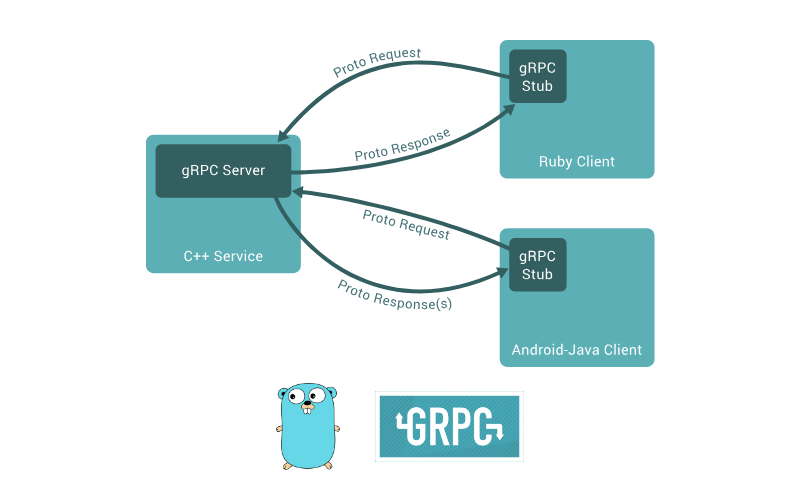 Proto Request
gRPC
Stub
Ruby Client
Proto Response
gRPC Server
C++ Service
Proto Request
gRPC
Stub
Android-Java Client
Proto Response(s)
GRPC